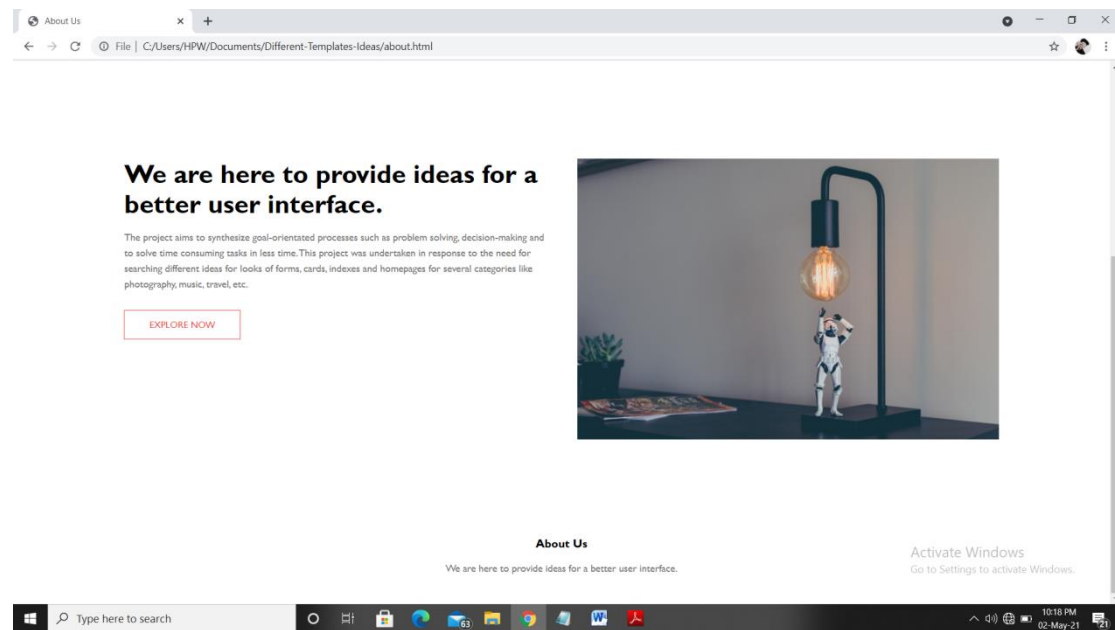 About Us
File | C:/Users/HPW/Documents/Different-Templates-Ideas/about.html
We are here to provide ideas for a
better user interface.
The project aims to synthesize goal-orientated processes such as problem solving, decision-making and
to solve time consuming tasks in less time. This project was undertaken in response to the need for
searching different ideas for looks of forms, cards, indexes and homepages for several categories like
photography, music, travel, etc.
EXPLORE NOW
About Us
We are here to provide ideas for a better user interface.
Activate Windows
Go to Settings to activate Windows.
Type here to search
63
W
10:18 PM
02-May-21
21